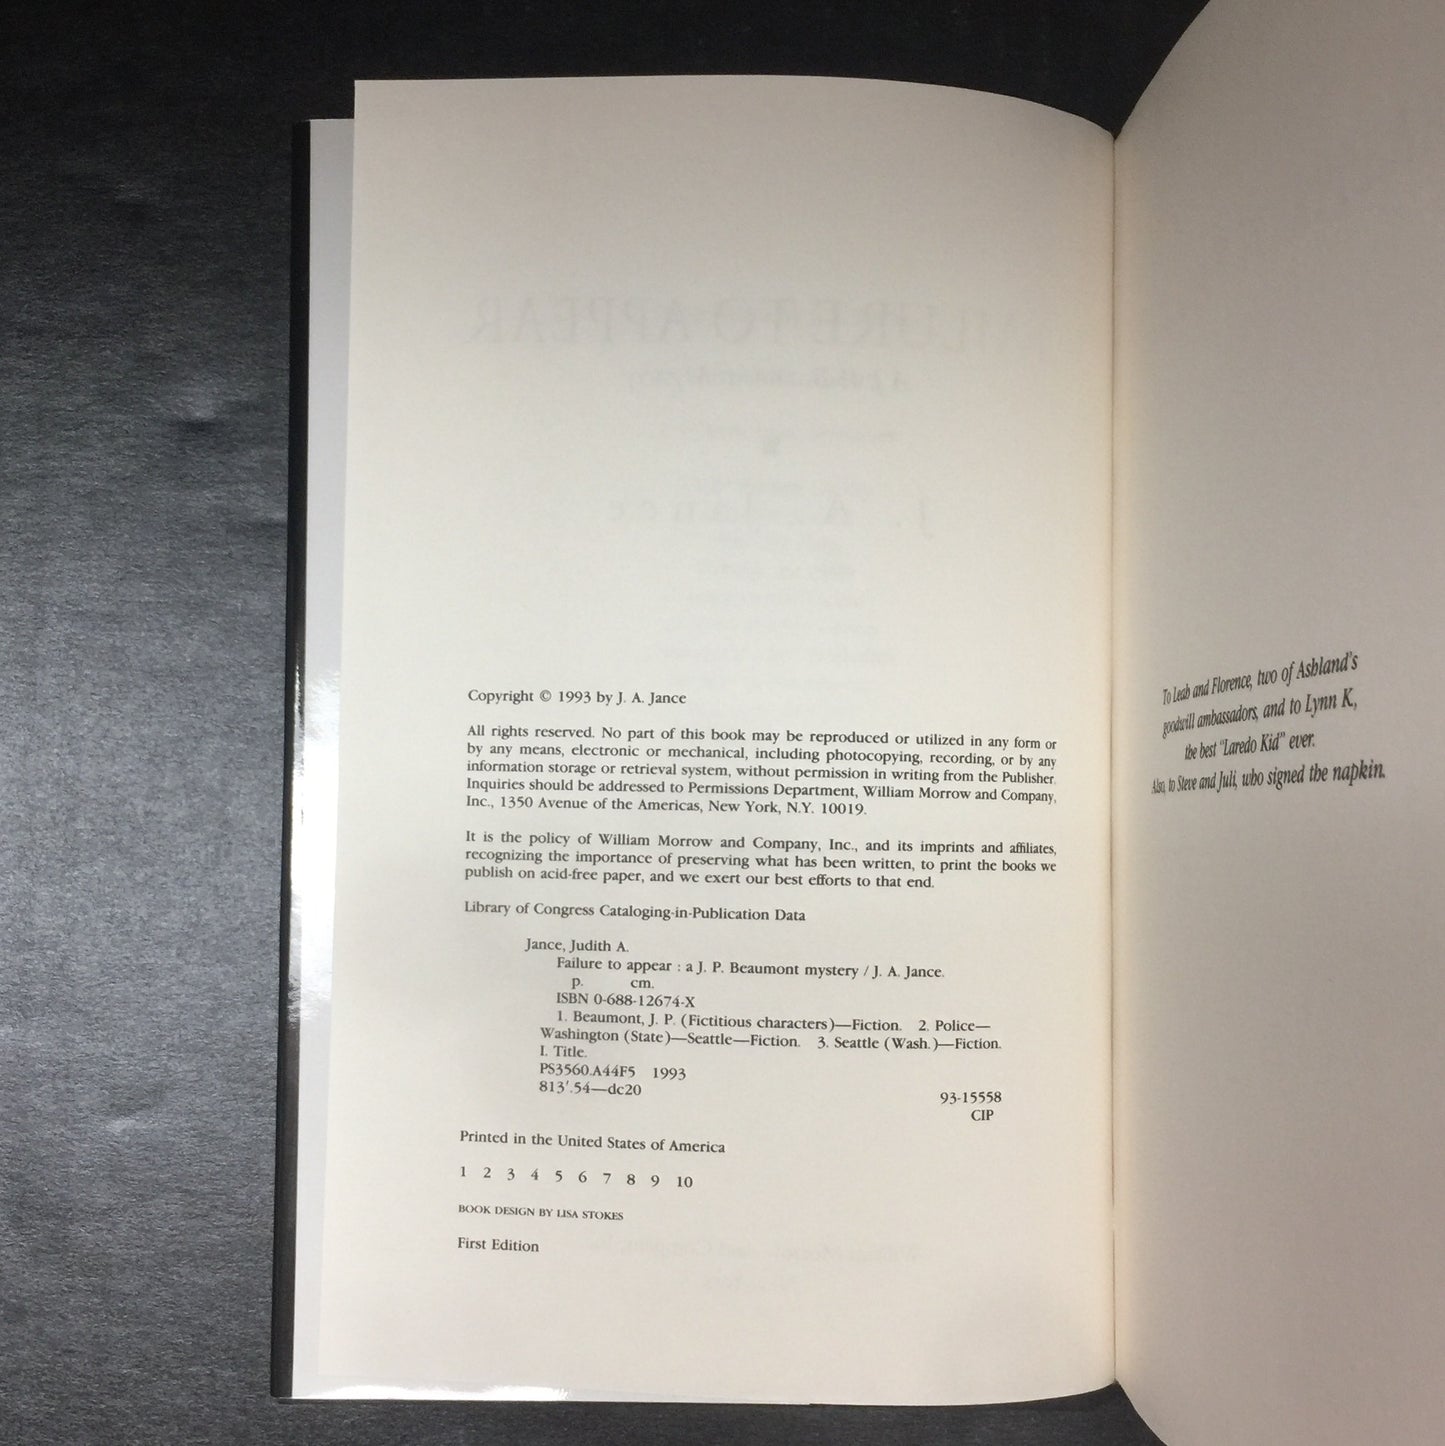 Copyright © 1993 by J. A. Jance
All rights reserved. No part of this book may be reproduced or utilized in any form or
by any means, electronic or mechanical, including photocopying, recording, or by any
information storage or retrieval system, without permission in writing from the Publisher.
Inquiries should be addressed to Permissions Department, William Morrow and Company,
Inc., 1350 Avenue of the Americas, New York, N.Y. 10019.
It is the policy of William Morrow and Company, Inc., and its imprints and affiliates,
recognizing the importance of preserving what has been written, to print the books we
publish on acid-free paper, and we exert our best efforts to that end.
Library of Congress Cataloging-in-Publication Data
Jance, Judith A.
Failure to appear : a J. P. Beaumont mystery / J. A. Jance.
p. cm.
ISBN 0-688-12674-X
1. Beaumont, J. P. (Fictitious characters)—Fiction. 2. Police—
Washington (State)—Seattle—Fiction. 3. Seattle (Wash.)—Fiction.
I. Title.
PS3560.A44F5 1993
813′.54—dc20
93-15558
CIP
Printed in the United States of America
1 2 3 4 5 6 7 8 9 10
BOOK DESIGN BY LISA STOKES
First Edition
To Leah and Florence, two of Ashland's
goodwill ambassadors, and to Lynn K.,
the best "Laredo Kid" ever.
Also, to Steve and Juli, who signed the napkin.